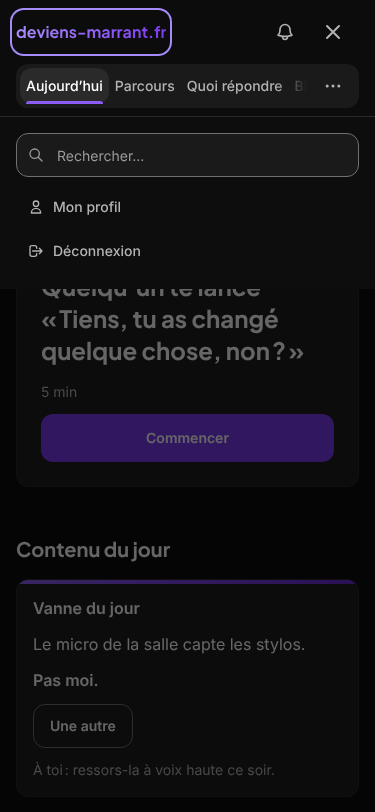 deviens-marrant.fr
Aujourd’hui Parcours Quoi répondre
Rechercher...
Mon profil
Déconnexion
Quelqu’un te lance
« Tiens, tu as changé
quelque chose, non ? »
5 min
Commencer
Contenu du jour
Vanne du jour
Le micro de la salle capte les stylos.
Pas moi.
Une autre
À toi : ressors-la à voix haute ce soir.